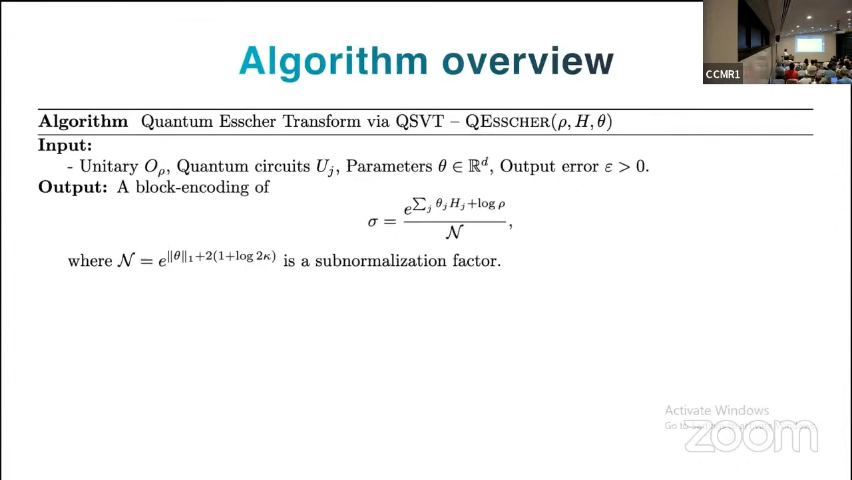 Algorithm overview
CCMR1
Algorithm Quantum Esscher Transform via QSVT – QESSCHER(ρ, H, θ)
Input:
- Unitary O_ρ, Quantum circuits U_j, Parameters θ ∈ ℝ^d, Output error ε > 0.
Output: A block-encoding of
σ = e^{∑_j θ_j H_j + log ρ} / 𝒩,
where 𝒩 = e^{‖θ‖_1+2(1+log 2κ)} is a subnormalization factor.
Activate Windows
Go to
zoom